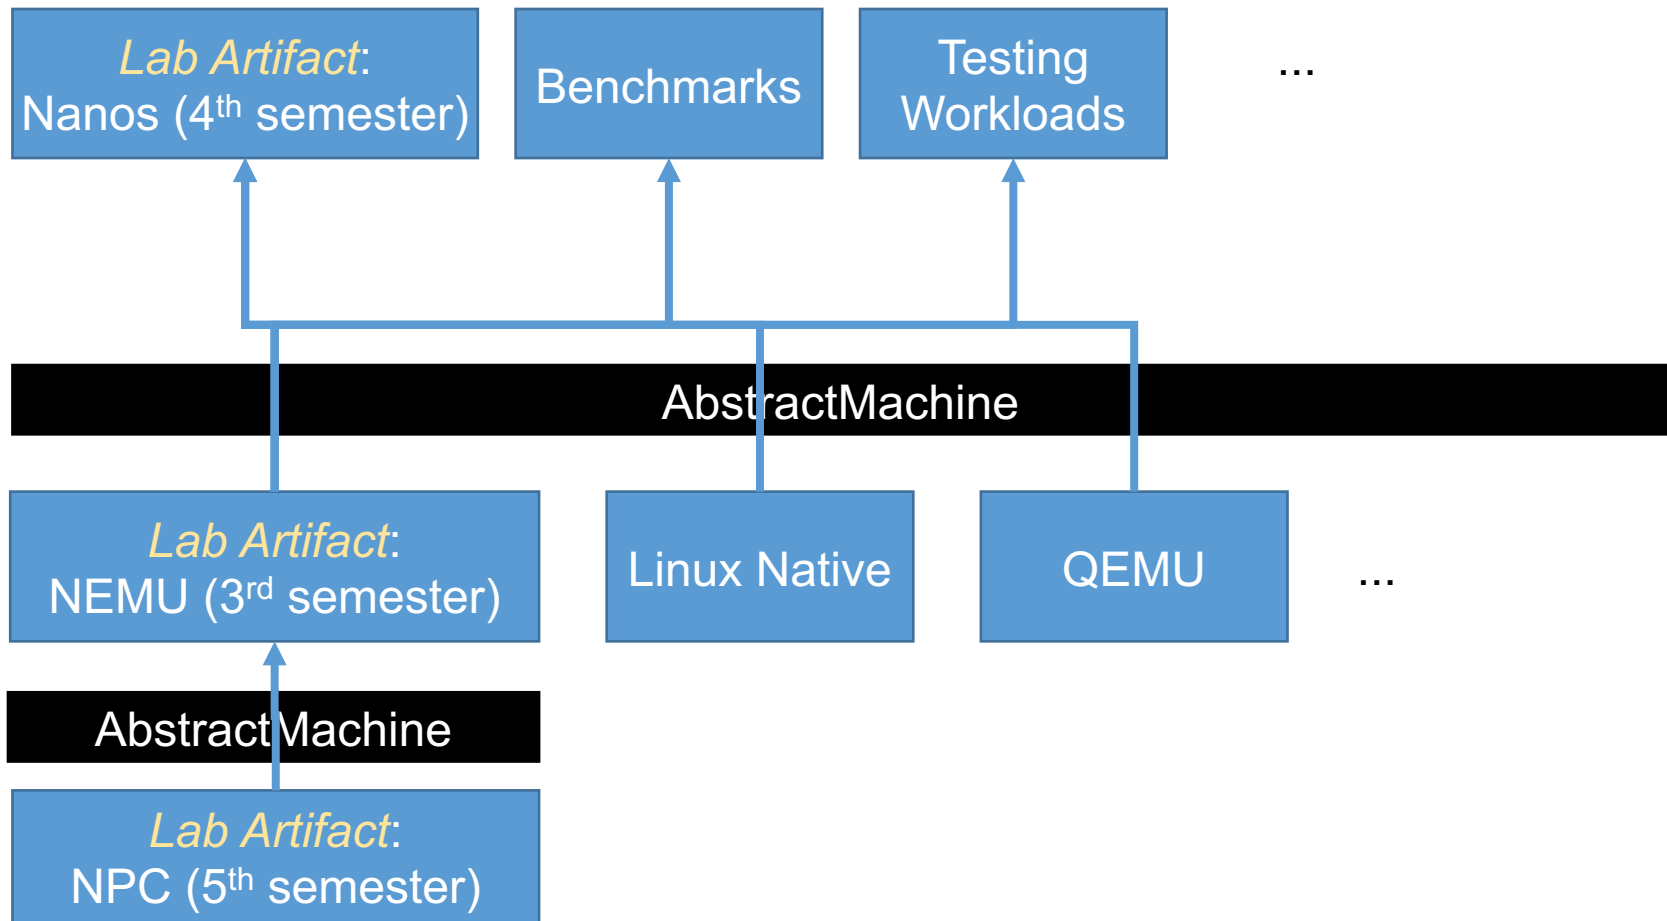 Lab Artifact:
Nanos (4th semester)
Benchmarks
Testing
Workloads
...
AbstractMachine
Lab Artifact:
NEMU (3rd semester)
Linux Native
QEMU
...
AbstractMachine
Lab Artifact:
NPC (5th semester)